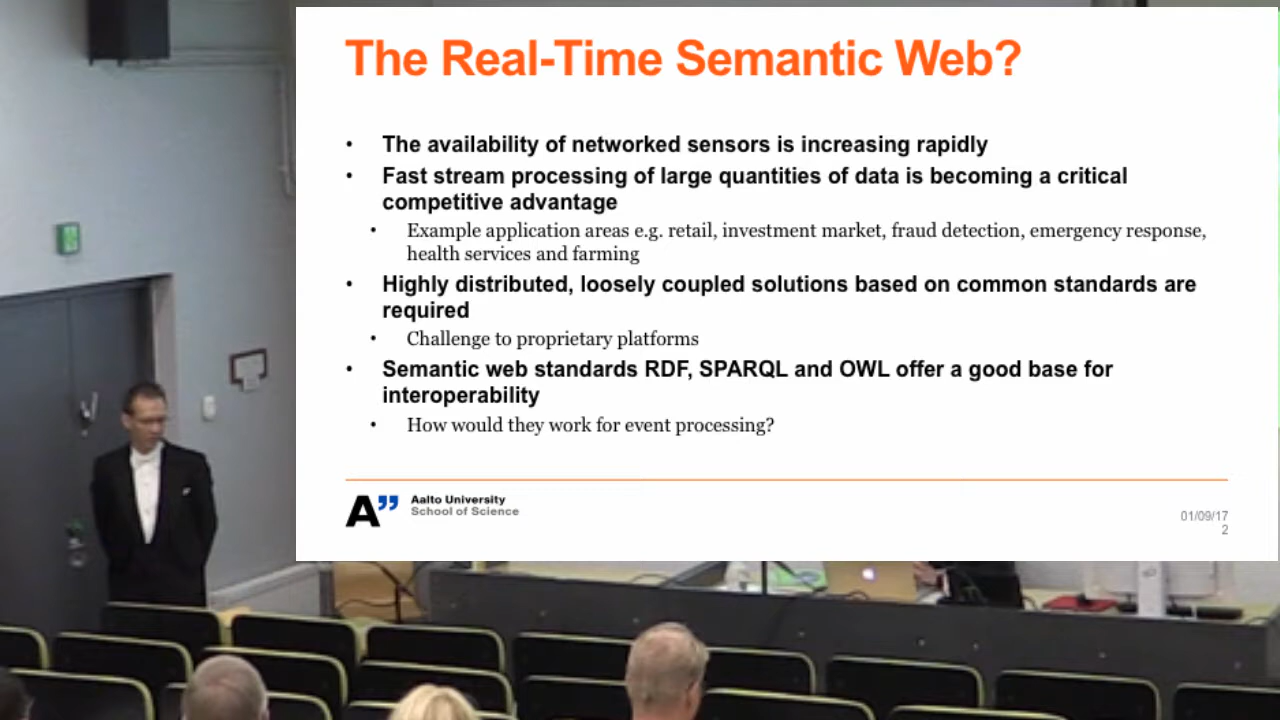 The Real-Time Semantic Web?
• The availability of networked sensors is increasing rapidly
• Fast stream processing of large quantities of data is becoming a critical
competitive advantage
• Example application areas e.g. retail, investment market, fraud detection, emergency response,
health services and farming
• Highly distributed, loosely coupled solutions based on common standards are
required
• Challenge to proprietary platforms
• Semantic web standards RDF, SPARQL and OWL offer a good base for
interoperability
• How would they work for event processing?
A”
Aalto University
School of Science
01/09/17
2